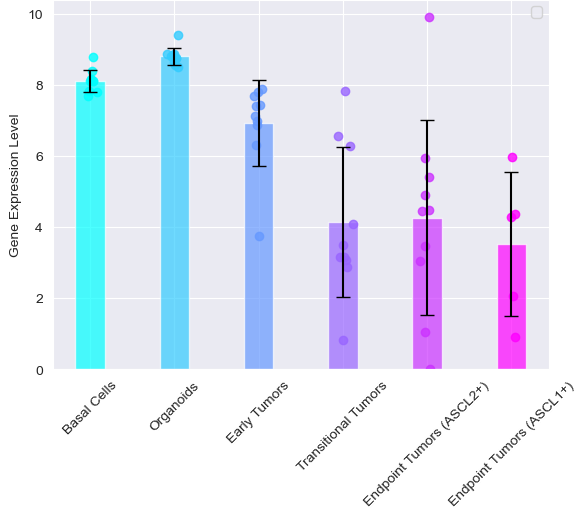 Gene Expression Level
10
8
6
4
2
0
Basal Cells
Organoids
Early Tumors
Transitional Tumors
Endpoint Tumors (ASCL2+)
Endpoint Tumors (ASCL1+)